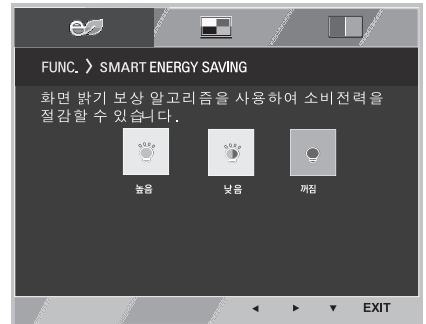 FUNC. > SMART ENERGY SAVING
화면 밝기 보상 알고리즘을 사용하여 소비전력을
절감할 수 있습니다.
높음 낮음 꺼짐
◄ ► ▼ EXIT